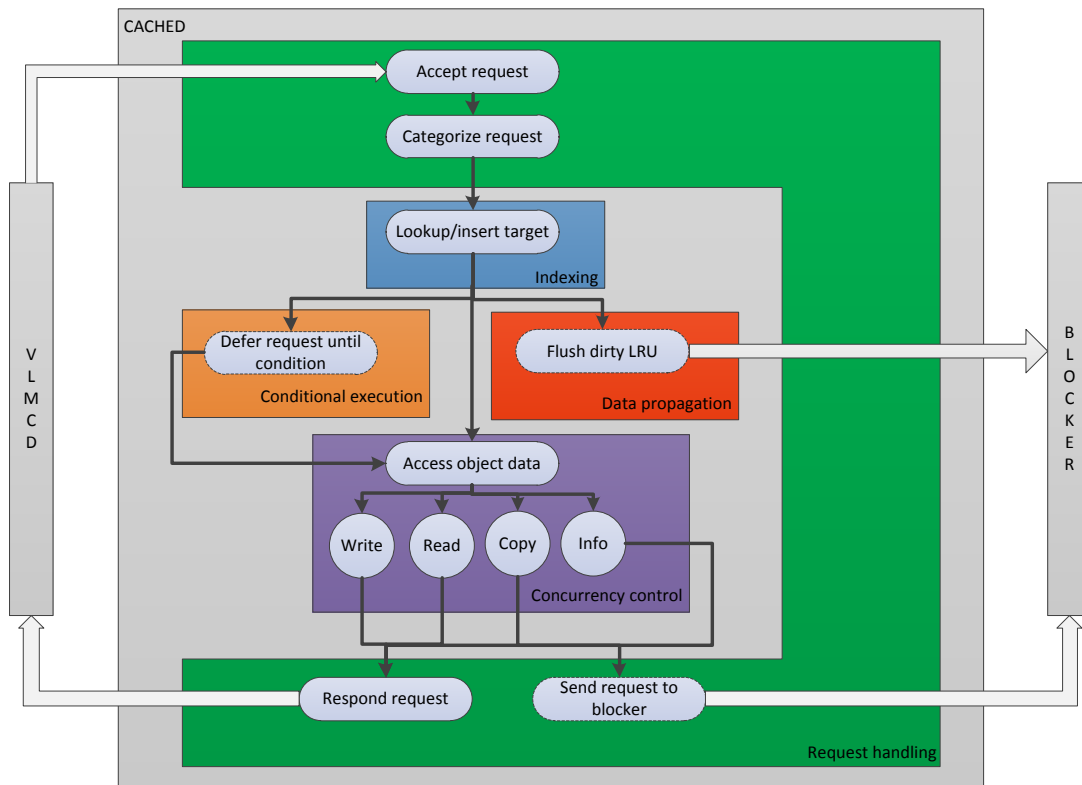 CACHED
Accept request
Categorize request
Lookup/insert target
Indexing
Defer request until
condition
Conditional execution
Flush dirty LRU
Data propagation
V
L
M
C
D
B
L
O
C
K
E
R
Access object data
Write
Read
Copy
Info
Concurrency control
Respond request
Send request to
blocker
Request handling